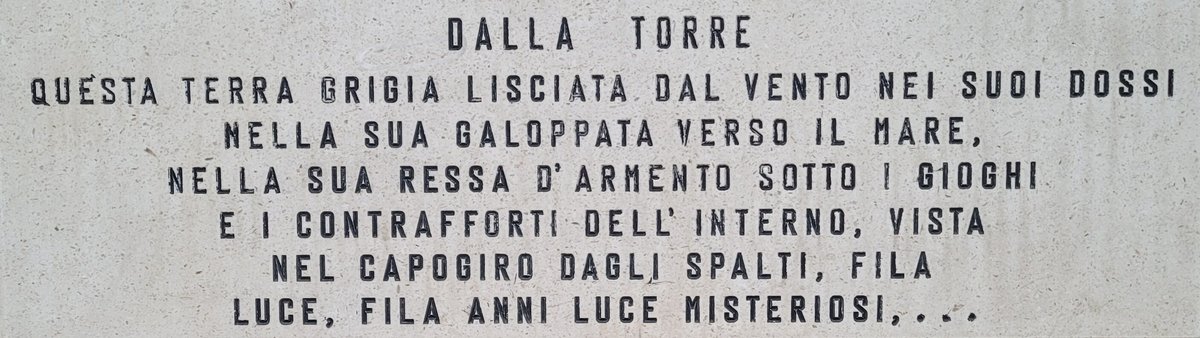 DALLA TORRE
QUESTA TERRA GRIGIA LISCIATA DAL VENTO NEI SUOI DOSSI
NELLA SUA GALOPPATA VERSO IL MARE,
NELLA SUA RESSA D'ARMENTO SOTTO I GIOGHI
E I CONTRAFFORTI DELL'INTERNO, VISTA
NEL CAPOGIRO DAGLI SPALTI, FILA
LUCE, FILA ANNI LUCE MISTERIOSI,...